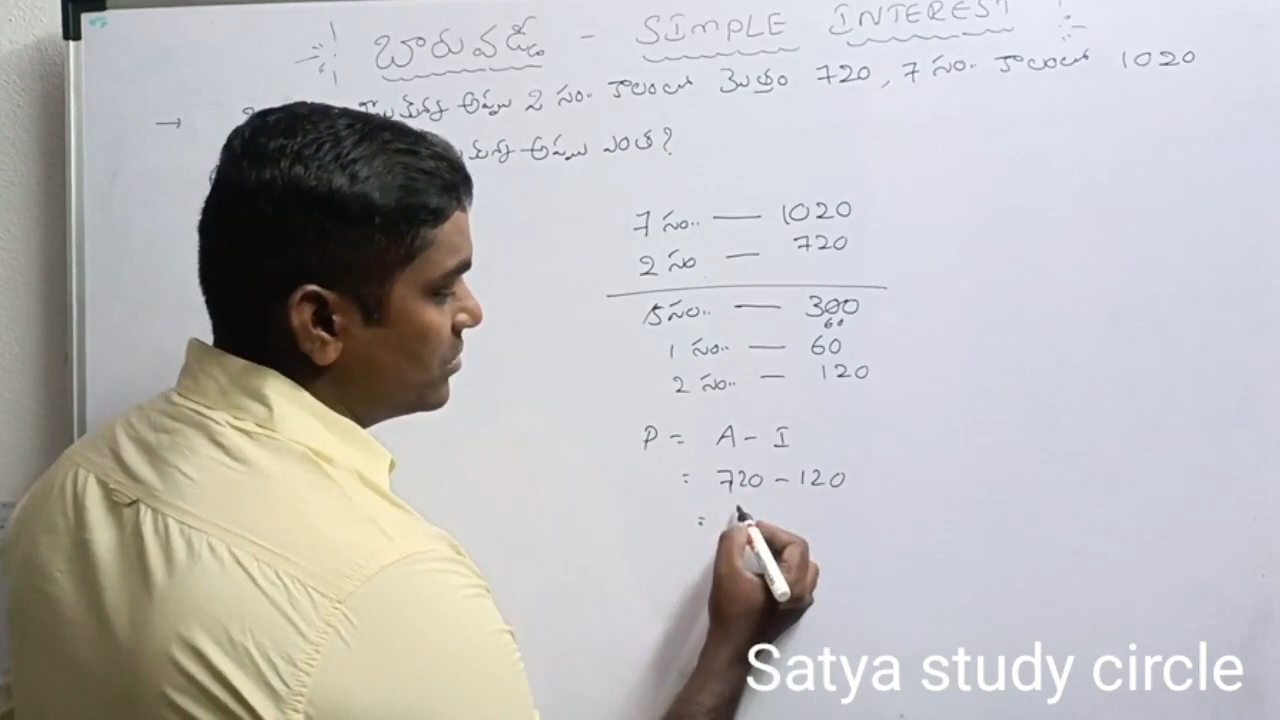 బారువడ్డీ - SIMPLE INTEREST
→ అప్పు 2 సం. కాలంలో మొత్తం 720, 7 సం. కాలంలో 1020
అప్పు ఎంత?
7 సం.. — 1020
2 సం — 720
5 సం.. — 300
60
1 సం.. — 60
2 సం.. — 120
P = A - I
= 720 - 120
=
Satya study circle